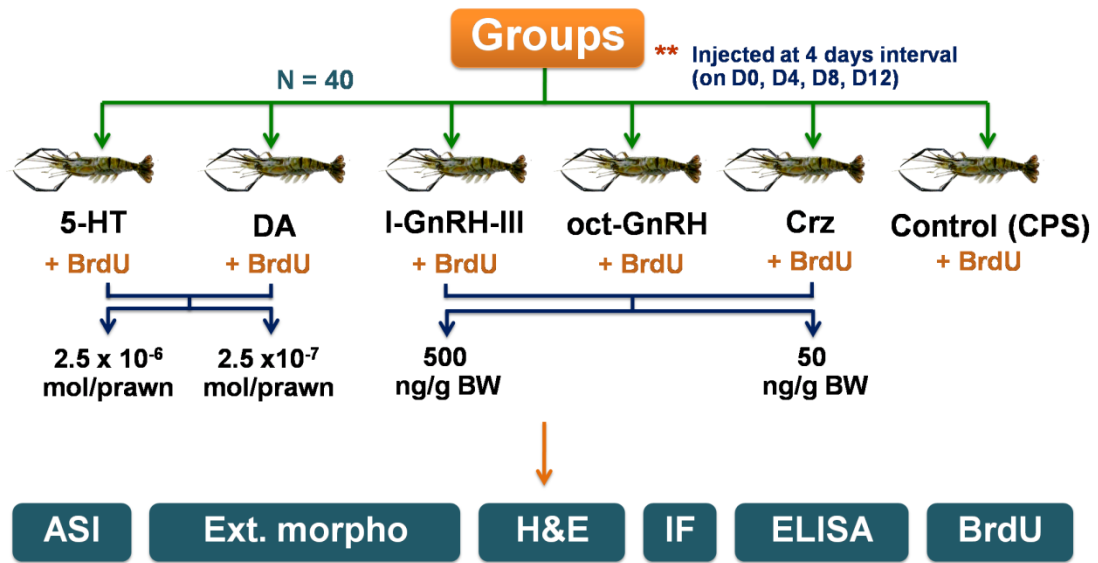 Groups
** Injected at 4 days interval
(on D0, D4, D8, D12)
N = 40
5-HT
+ BrdU
DA
+ BrdU
l-GnRH-III
+ BrdU
oct-GnRH
+ BrdU
Crz
+ BrdU
Control (CPS)
+ BrdU
2.5 x 10⁻⁶
mol/prawn
2.5 x10⁻⁷
mol/prawn
500
ng/g BW
50
ng/g BW
ASI
Ext. morpho
H&E
IF
ELISA
BrdU